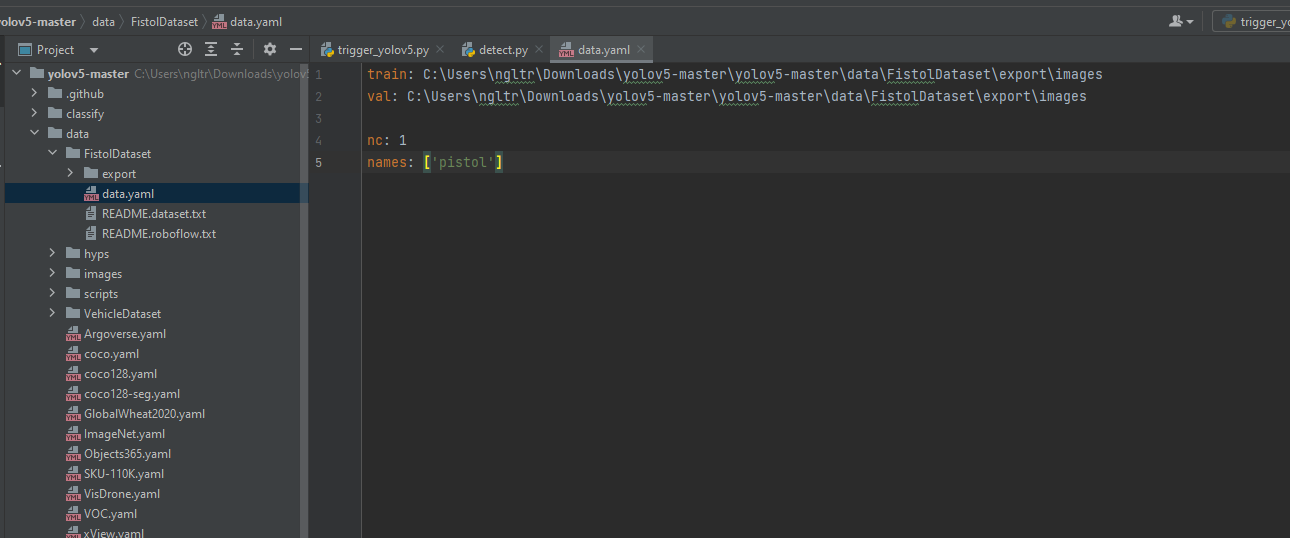 yolov5-master > data > FistolDataset > data.yaml
trigger_yo
Project
trigger_yolov5.py
detect.py
data.yaml
yolov5-master C:\Users\ngltr\Downloads\yolov5
.github
classify
data
FistolDataset
export
data.yaml
README.dataset.txt
README.roboflow.txt
hyps
images
scripts
VehicleDataset
Argoverse.yaml
coco.yaml
coco128.yaml
coco128-seg.yaml
GlobalWheat2020.yaml
ImageNet.yaml
Objects365.yaml
SKU-110K.yaml
VisDrone.yaml
VOC.yaml
xView.yaml
1 train: C:\Users\ngltr\Downloads\yolov5-master\yolov5-master\data\FistolDataset\export\images
2 val: C:\Users\ngltr\Downloads\yolov5-master\yolov5-master\data\FistolDataset\export\images
3
4 nc: 1
5 names: ['pistol']